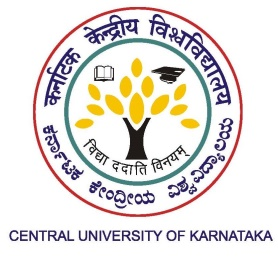 कर्नाटक केन्द्रीय विश्वविद्यालय
विद्या ददाति विनयम्
ಕರ್ನಾಟಕ ಕೇಂದ್ರೀಯ ವಿಶ್ವವಿದ್ಯಾಲಯ
CENTRAL UNIVERSITY OF KARNATAKA